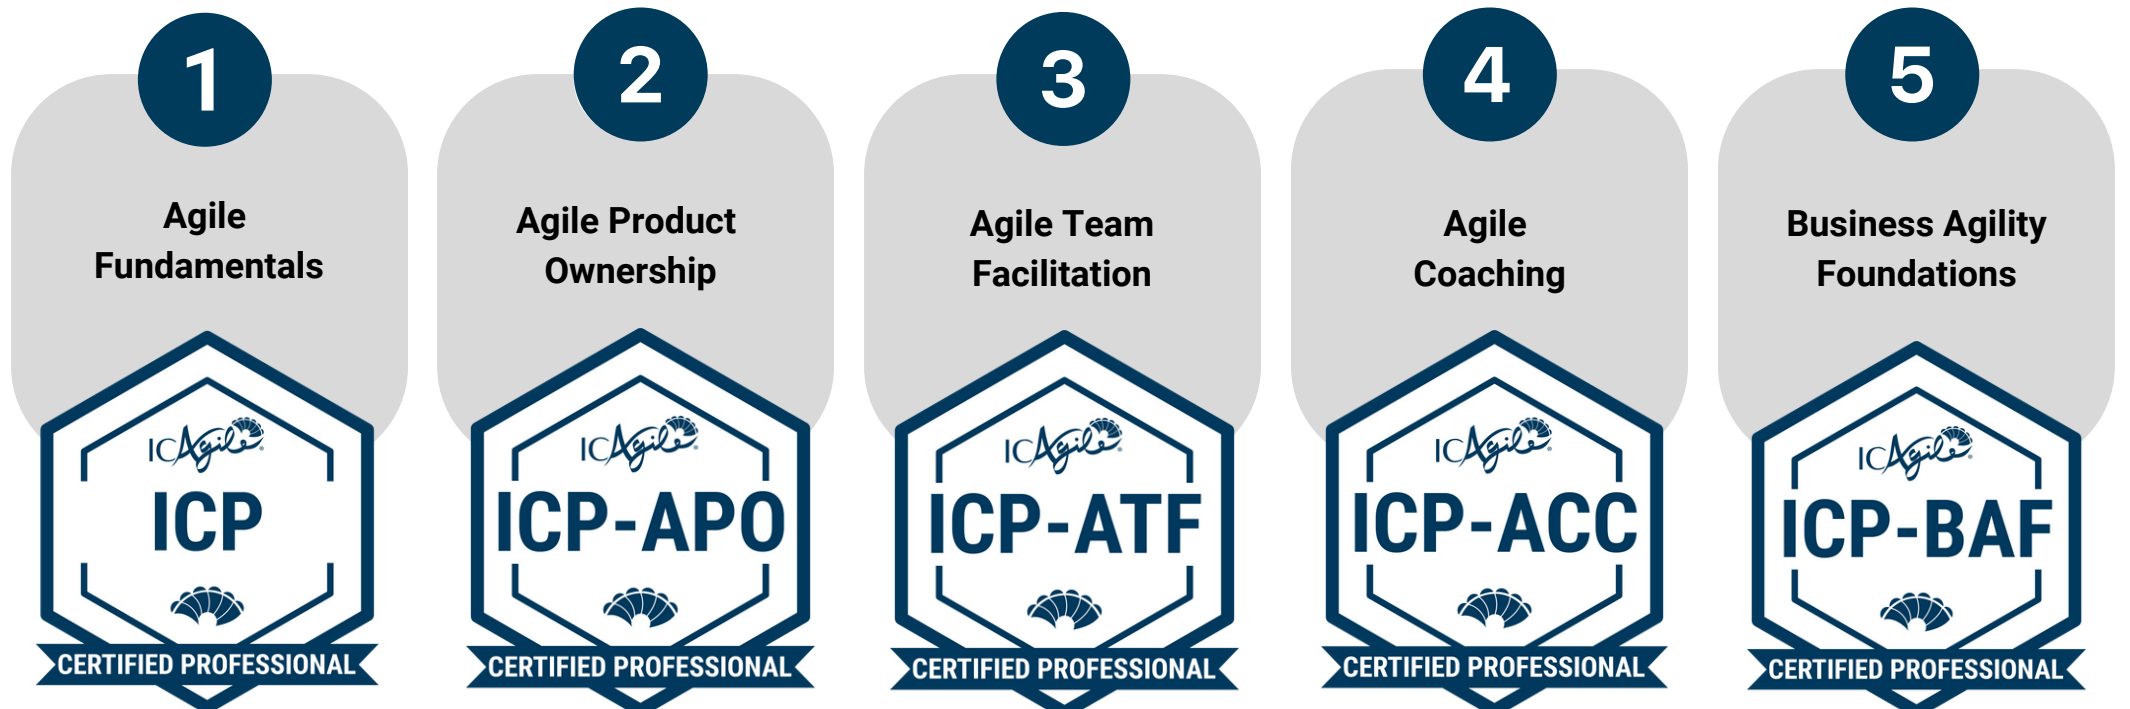 1
Agile
Fundamentals
ICAgile
ICP
CERTIFIED PROFESSIONAL
2
Agile Product
Ownership
ICAgile
ICP-APO
CERTIFIED PROFESSIONAL
3
Agile Team
Facilitation
ICAgile
ICP-ATF
CERTIFIED PROFESSIONAL
4
Agile
Coaching
ICAgile
ICP-ACC
CERTIFIED PROFESSIONAL
5
Business Agility
Foundations
ICAgile
ICP-BAF
CERTIFIED PROFESSIONAL